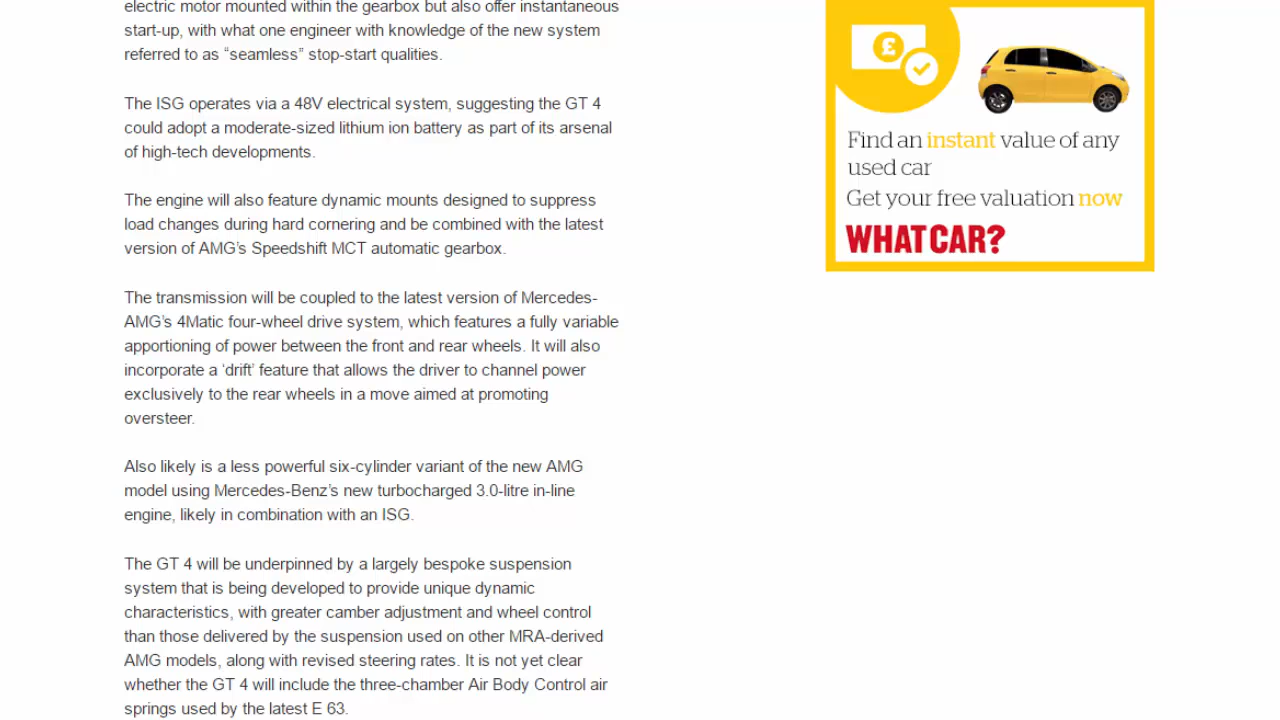 electric motor mounted within the gearbox but also offer instantaneous
start-up, with what one engineer with knowledge of the new system
referred to as “seamless” stop-start qualities.
The ISG operates via a 48V electrical system, suggesting the GT 4
could adopt a moderate-sized lithium ion battery as part of its arsenal
of high-tech developments.
The engine will also feature dynamic mounts designed to suppress
load changes during hard cornering and be combined with the latest
version of AMG’s Speedshift MCT automatic gearbox.
The transmission will be coupled to the latest version of Mercedes-
AMG’s 4Matic four-wheel drive system, which features a fully variable
apportioning of power between the front and rear wheels. It will also
incorporate a ‘drift’ feature that allows the driver to channel power
exclusively to the rear wheels in a move aimed at promoting
oversteer.
Also likely is a less powerful six-cylinder variant of the new AMG
model using Mercedes-Benz’s new turbocharged 3.0-litre in-line
engine, likely in combination with an ISG.
The GT 4 will be underpinned by a largely bespoke suspension
system that is being developed to provide unique dynamic
characteristics, with greater camber adjustment and wheel control
than those delivered by the suspension used on other MRA-derived
AMG models, along with revised steering rates. It is not yet clear
whether the GT 4 will include the three-chamber Air Body Control air
springs used by the latest E 63.
£
Find an instant value of any
used car
Get your free valuation now
WHAT CAR?